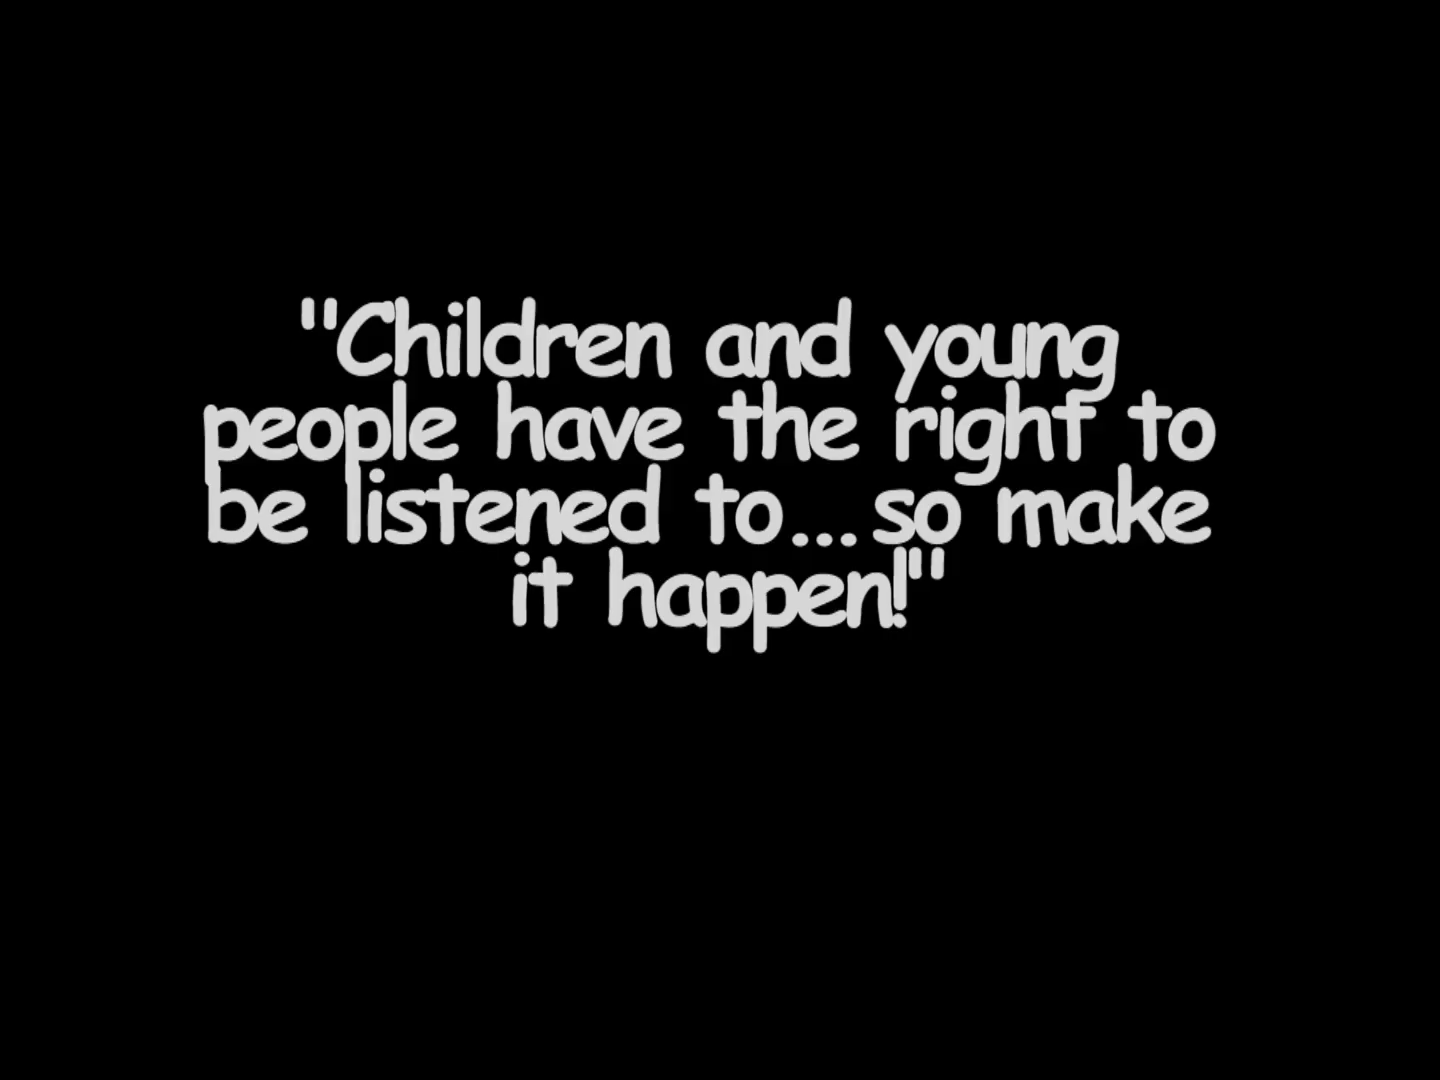 "Children and young
people have the right to
be listened to...so make
it happen!"